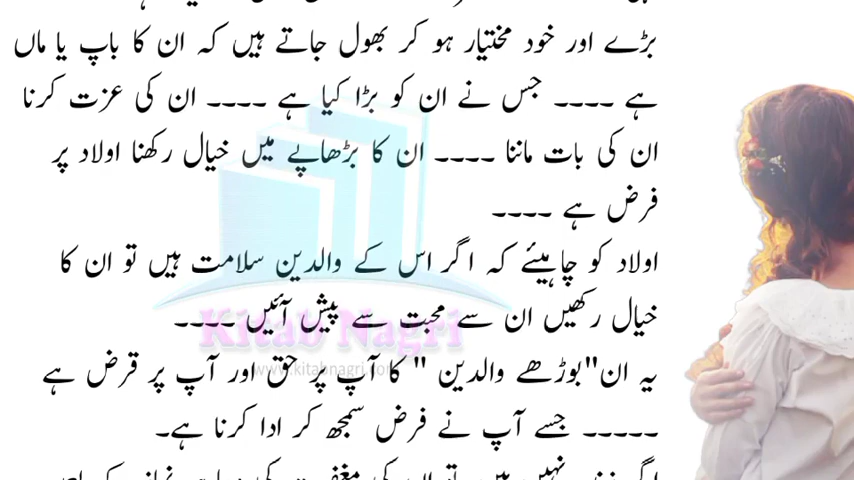 بڑے اور خود مختیار ہو کر بھول جاتے ہیں کہ ان کا باپ یا ماں
ہے ---- جس نے ان کو بڑا کیا ہے ---- ان کی عزت کرنا
ان کی بات ماننا ---- ان کا بڑھاپے میں خیال رکھنا اولاد پر
فرض ہے ----
اولاد کو چاہیئے کہ اگر اس کے والدین سلامت ہیں تو ان کا
خیال رکھیں ان سے محبت سے پیش آئیں ----
Kitab Nagri
یہ ان"بوڑھے والدین " کا آپ پر حق اور آپ پر قرض ہے
www.kitabnagri.com
----- جسے آپ نے فرض سمجھ کر ادا کرنا ہے۔